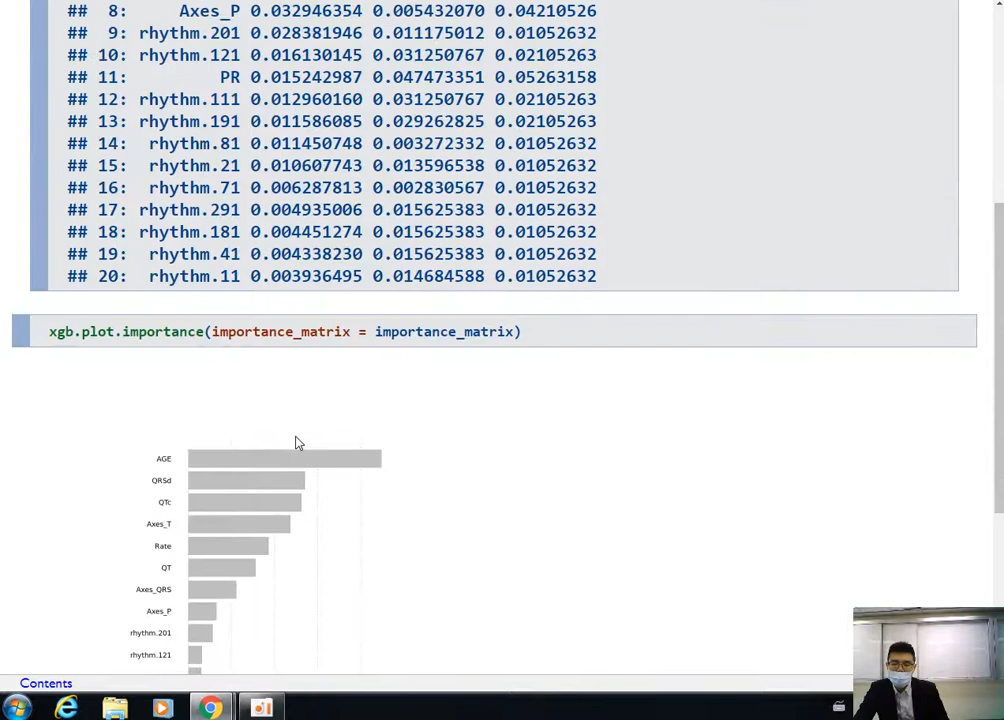 ## 8: Axes_P 0.032946354 0.005432070 0.04210526
## 9: rhythm.201 0.028381946 0.011175012 0.01052632
## 10: rhythm.121 0.016130145 0.031250767 0.02105263
## 11: PR 0.015242987 0.047473351 0.05263158
## 12: rhythm.111 0.012960160 0.031250767 0.02105263
## 13: rhythm.191 0.011586085 0.029262825 0.02105263
## 14: rhythm.81 0.011450748 0.003272332 0.01052632
## 15: rhythm.21 0.010607743 0.013596538 0.01052632
## 16: rhythm.71 0.006287813 0.002830567 0.01052632
## 17: rhythm.291 0.004935006 0.015625383 0.01052632
## 18: rhythm.181 0.004451274 0.015625383 0.01052632
## 19: rhythm.41 0.004338230 0.015625383 0.01052632
## 20: rhythm.11 0.003936495 0.014684588 0.01052632
xgb.plot.importance(importance_matrix = importance_matrix)
AGE
QRSd
QTc
Axes_T
Rate
QT
Axes_QRS
Axes_P
rhythm.201
rhythm.121
Contents